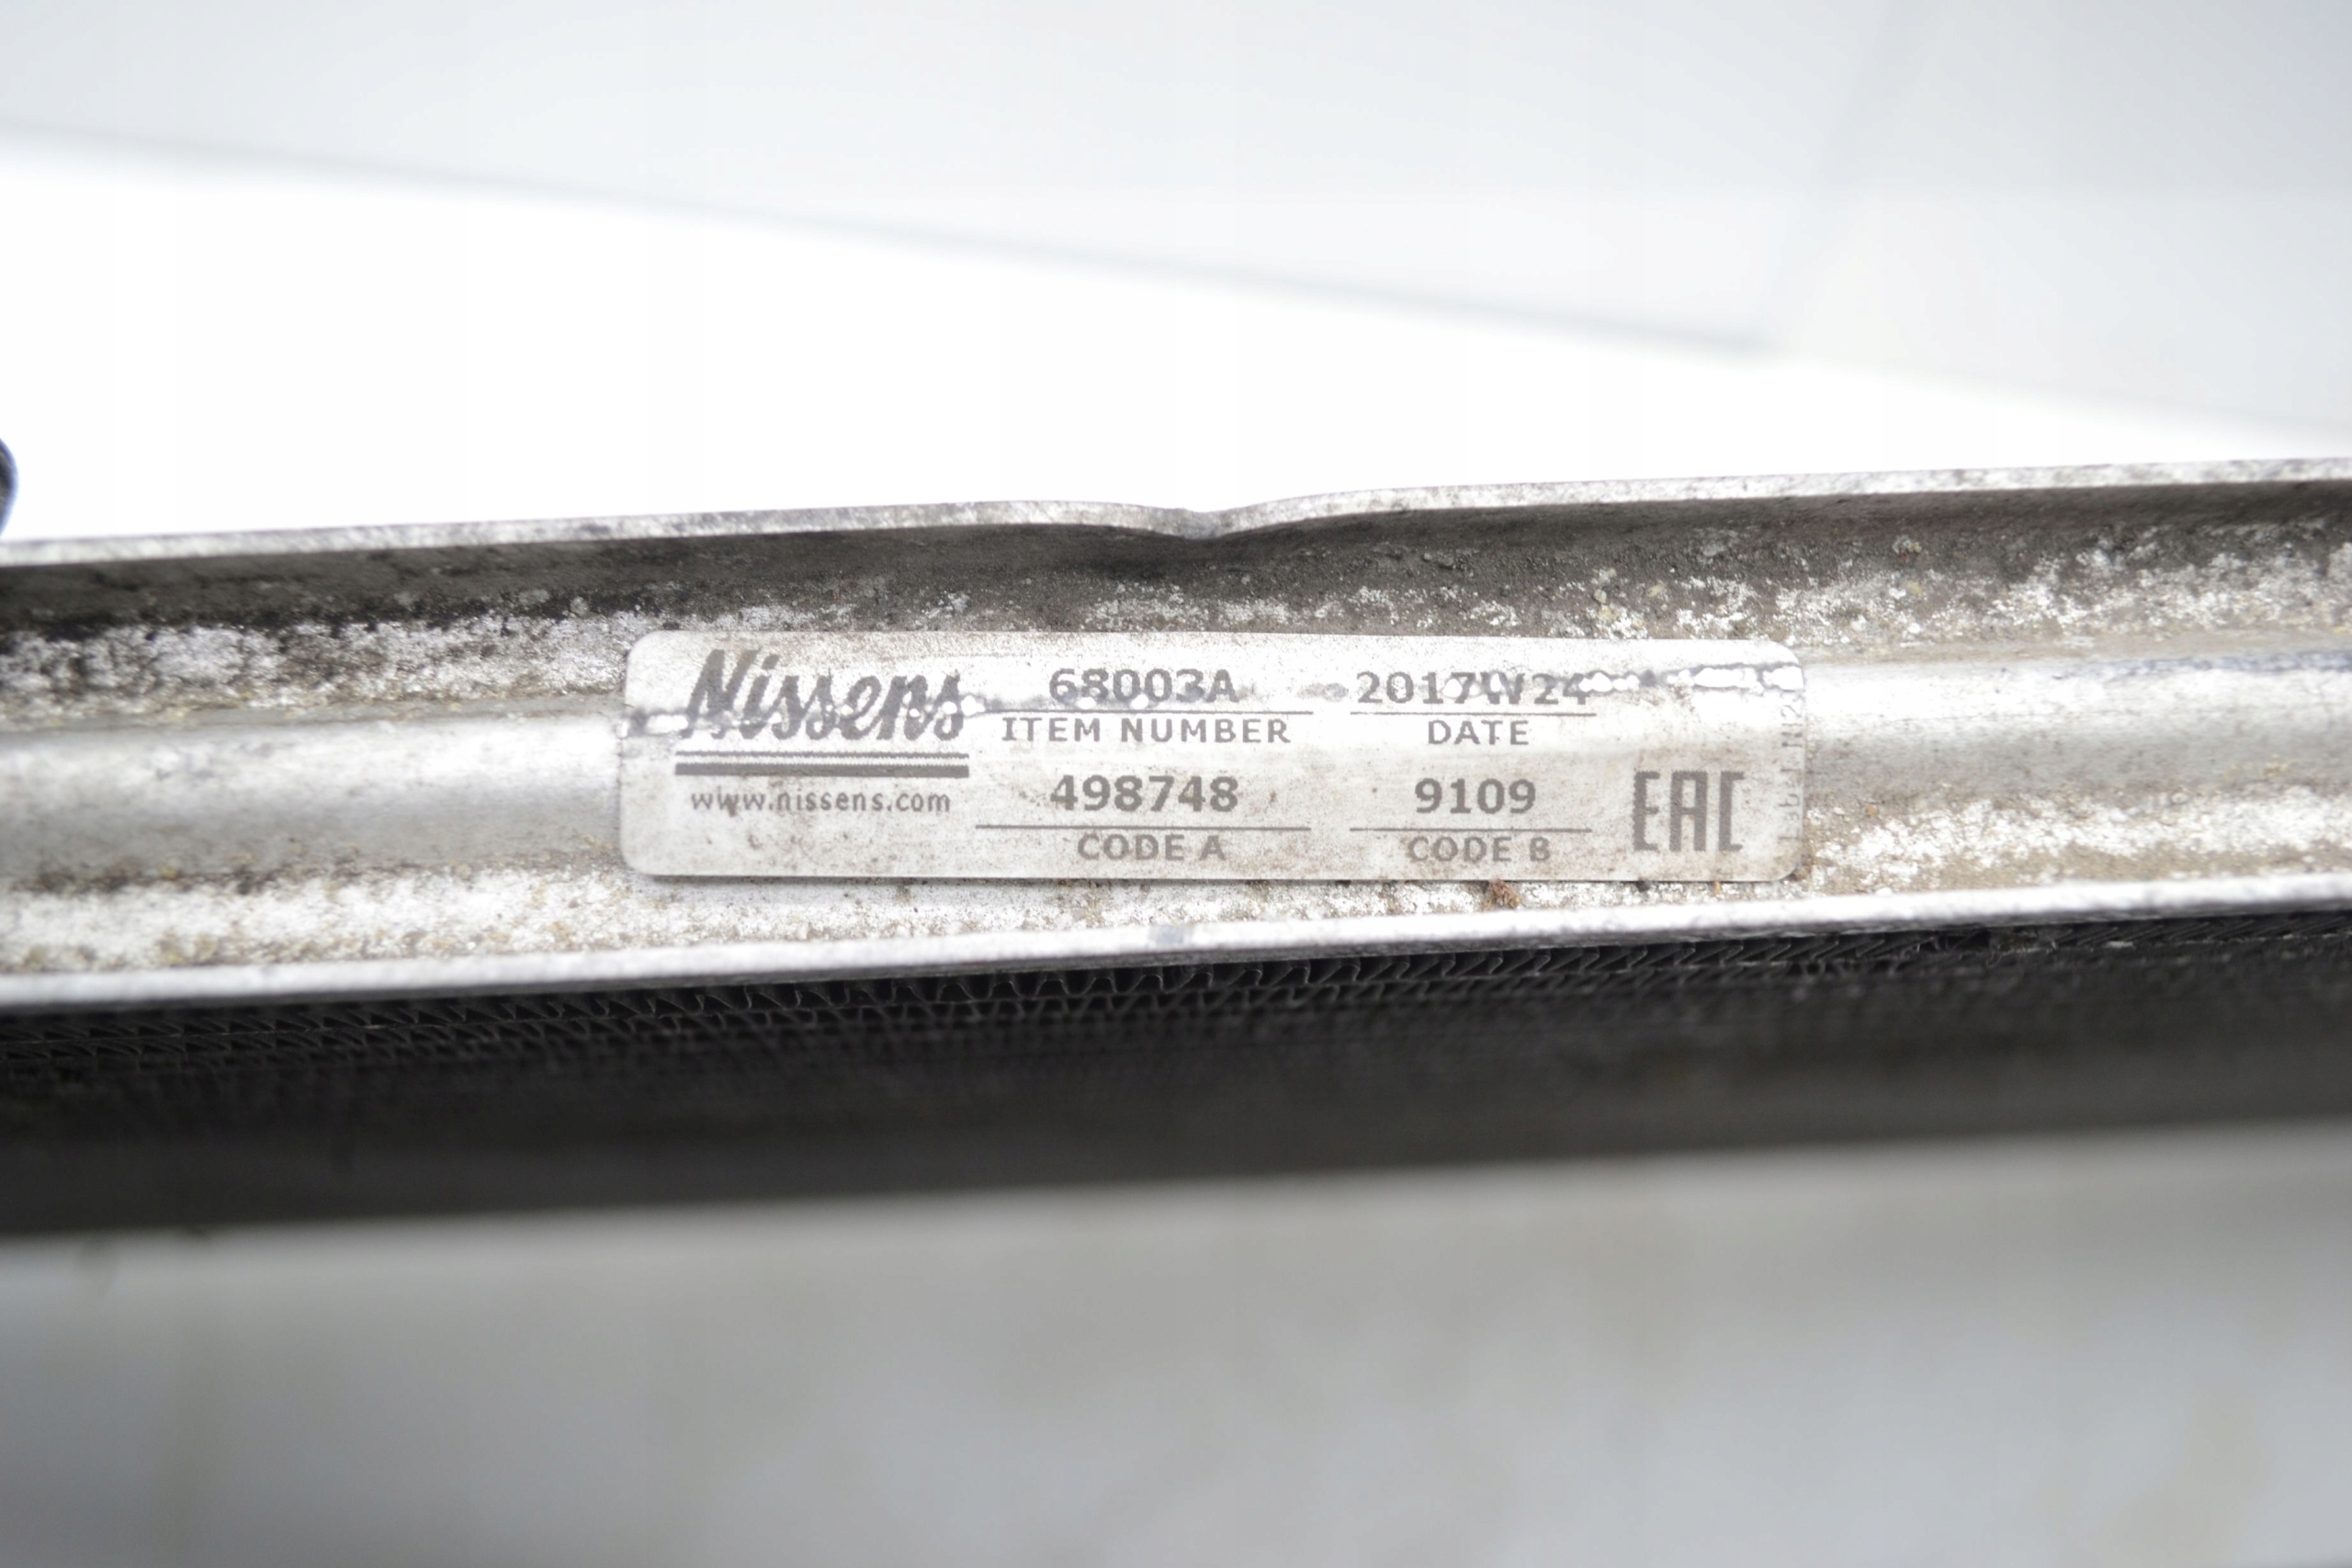 Nissens
www.nissens.com
68003A
ITEM NUMBER
2017W24
DATE
498748
CODE A
9109
CODE B
EAC